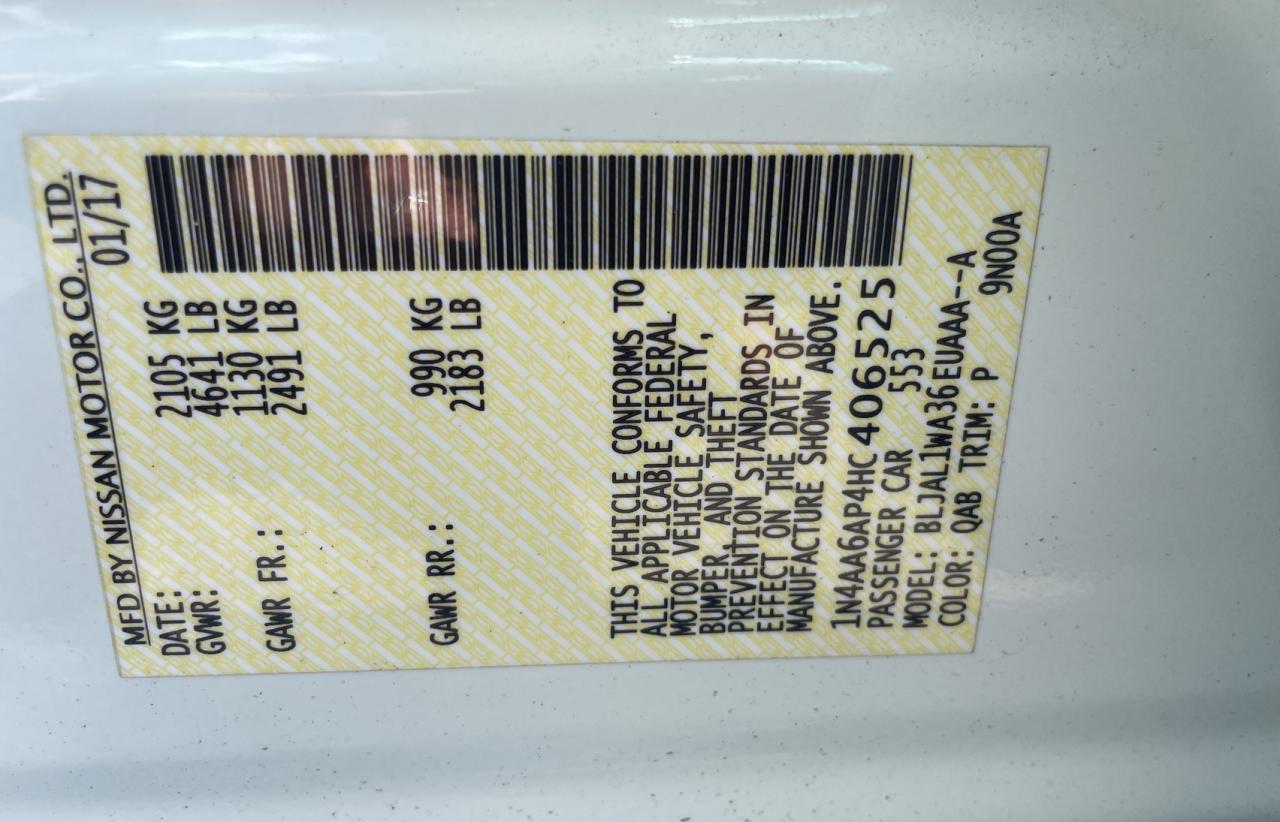 MFD BY NISSAN MOTOR CO., LTD.
DATE: 01/17
GVWR: 2105 KG
4641 LB
GAWR FR.: 1130 KG
2491 LB
GAWR RR.: 990 KG
2183 LB
THIS VEHICLE CONFORMS TO
ALL APPLICABLE FEDERAL
MOTOR VEHICLE SAFETY,
BUMPER, AND THEFT
PREVENTION STANDARDS IN
EFFECT ON THE DATE OF
MANUFACTURE SHOWN ABOVE.
1N4AA6AP4HC406525
PASSENGER CAR 553
MODEL: BLJAL1WA36EUAAA--A
COLOR: QAB TRIM: P 9N00A